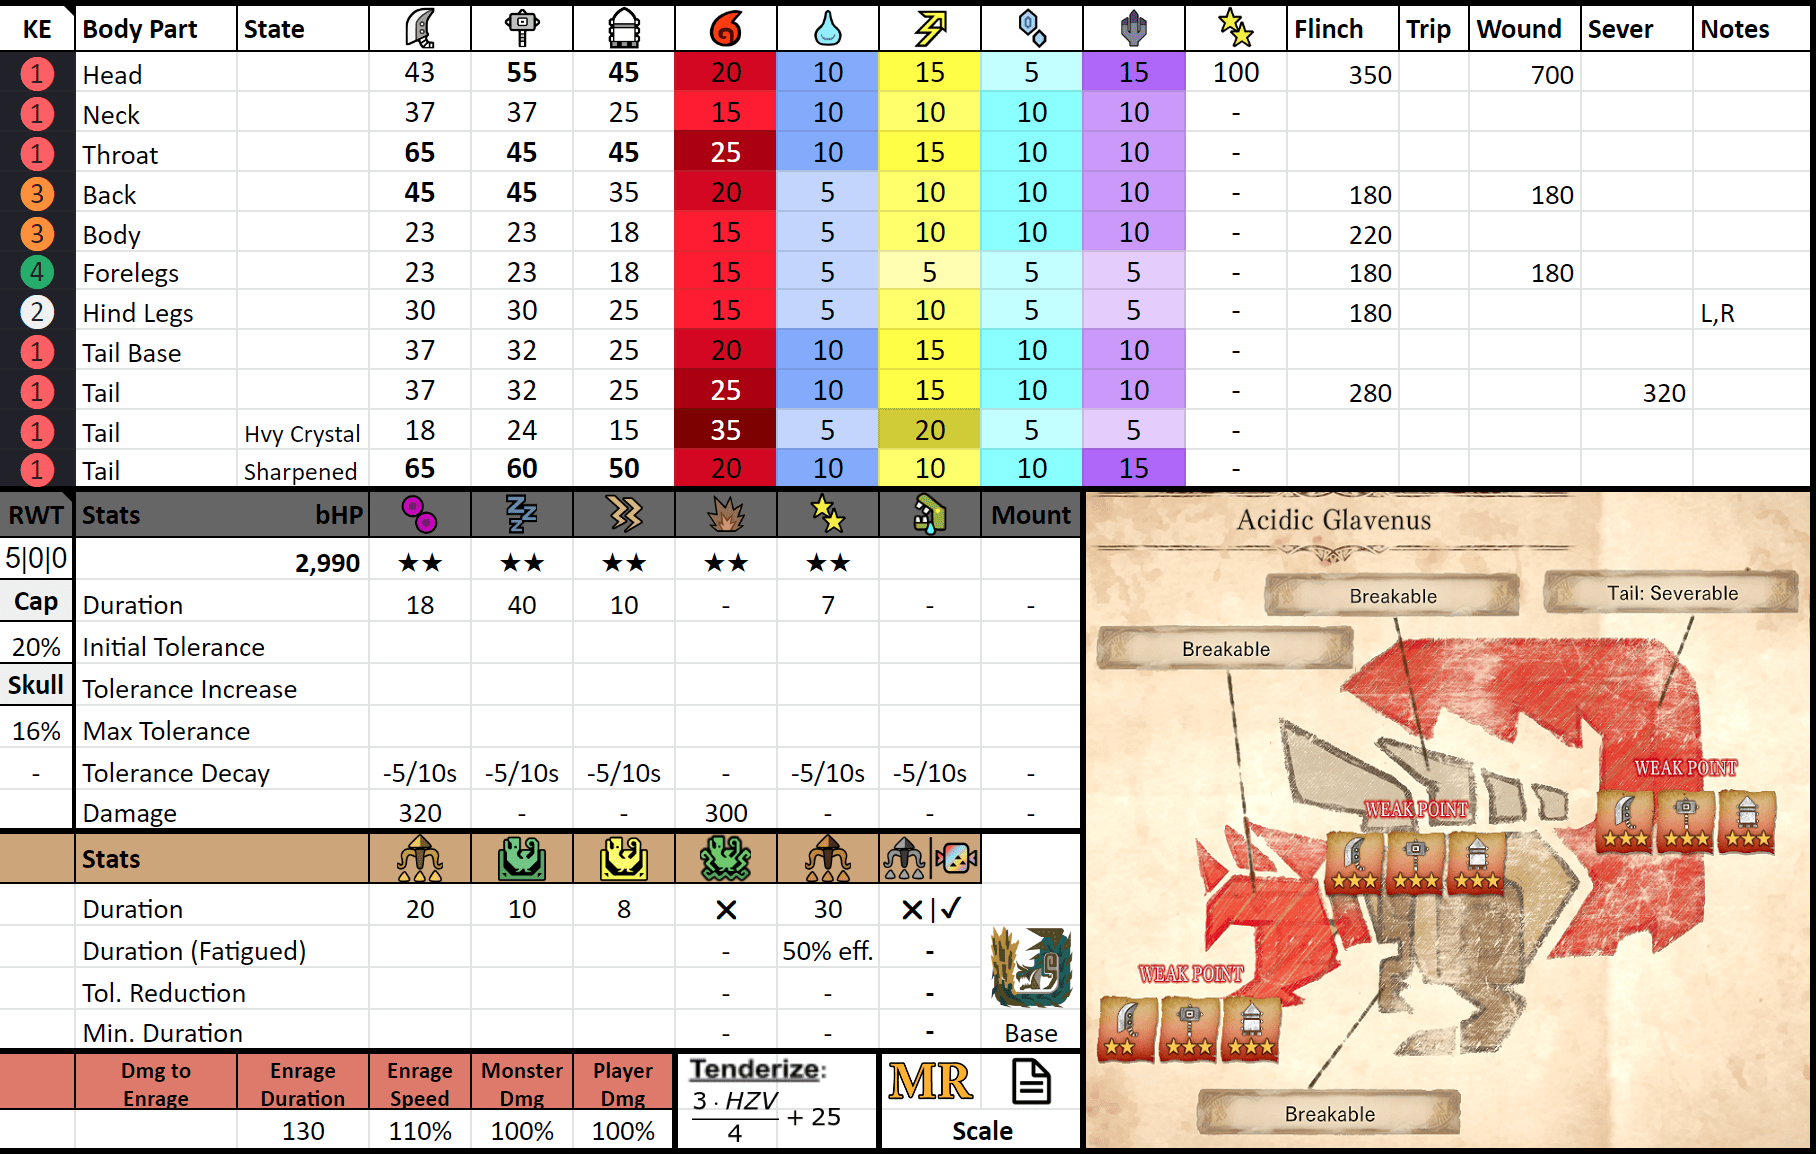 KE Body Part State Flinch Trip Wound Sever Notes
1 Head 43 55 45 20 10 15 5 15 100 350 700
1 Neck 37 37 25 15 10 10 10 10 -
1 Throat 65 45 45 25 10 15 10 10 -
3 Back 45 45 35 20 5 10 10 10 - 180 180
3 Body 23 23 18 15 5 10 10 10 - 220
4 Forelegs 23 23 18 15 5 5 5 5 - 180 180
2 Hind Legs 30 30 25 15 5 10 5 5 - 180 L,R
1 Tail Base 37 32 25 20 10 15 10 10 -
1 Tail 37 32 25 25 10 15 10 10 - 280 320
1 Tail Hvy Crystal 18 24 15 35 5 20 5 5 -
1 Tail Sharpened 65 60 50 20 10 10 10 15 -
RWT Stats bHP Mount
5|0|0 2,990 ★★ ★★ ★★ ★★ ★★
Cap Duration 18 40 10 - 7 - -
20% Initial Tolerance
Skull Tolerance Increase
16% Max Tolerance
- Tolerance Decay -5/10s -5/10s -5/10s - -5/10s -5/10s -
Damage 320 - - 300 - - -
Stats
Duration 20 10 8 ✕ 30 ✕|✓
Duration (Fatigued) - 50% eff. -
Tol. Reduction - - -
Min. Duration - - - Base
Dmg to Enrage Enrage Duration Enrage Speed Monster Dmg Player Dmg
130 110% 100% 100%
Tenderize:
3 · HZV
4
+ 25
MR
Scale
Acidic Glavenus
Breakable
Tail: Severable
Breakable
WEAK POINT
★★★ ★★★ ★★★
WEAK POINT
★★★ ★★★ ★★★
WEAK POINT
★★ ★★★ ★★★
Breakable